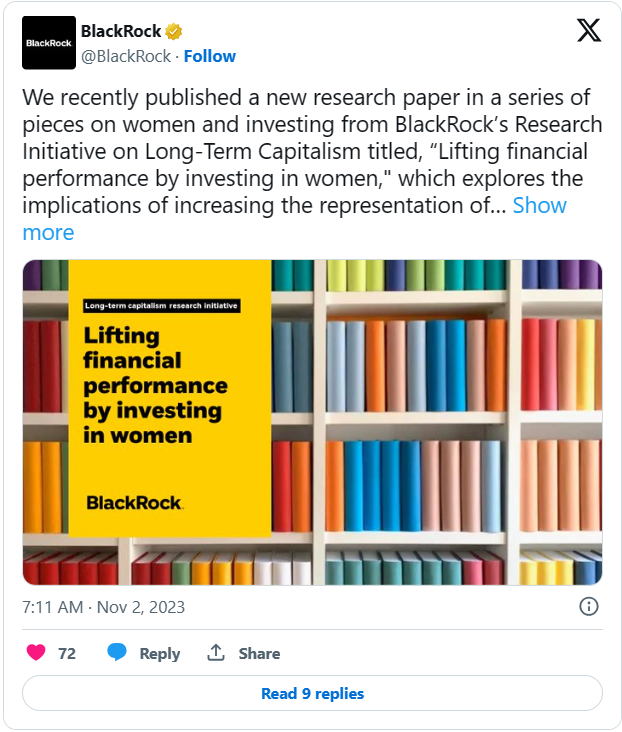 BlackRock
BlackRock
@BlackRock · Follow
We recently published a new research paper in a series of
pieces on women and investing from BlackRock’s Research
Initiative on Long-Term Capitalism titled, “Lifting financial
performance by investing in women," which explores the
implications of increasing the representation of... Show
more
Long-term capitalism research initiative
Lifting
financial
performance
by investing
in women
BlackRock.
7:11 AM · Nov 2, 2023
72 Reply Share
Read 9 replies